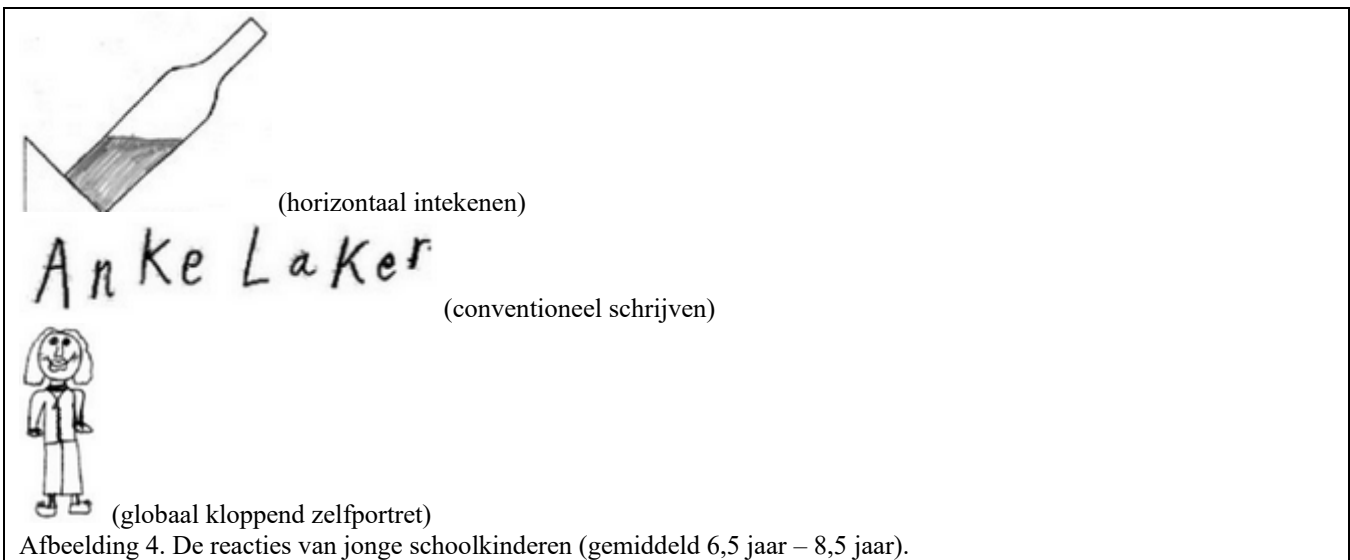 (horizontaal intekenen)
Anke Laker
(conventioneel schrijven)
(globaal kloppend zelfportret)
Afbeelding 4. De reacties van jonge schoolkinderen (gemiddeld 6,5 jaar – 8,5 jaar).